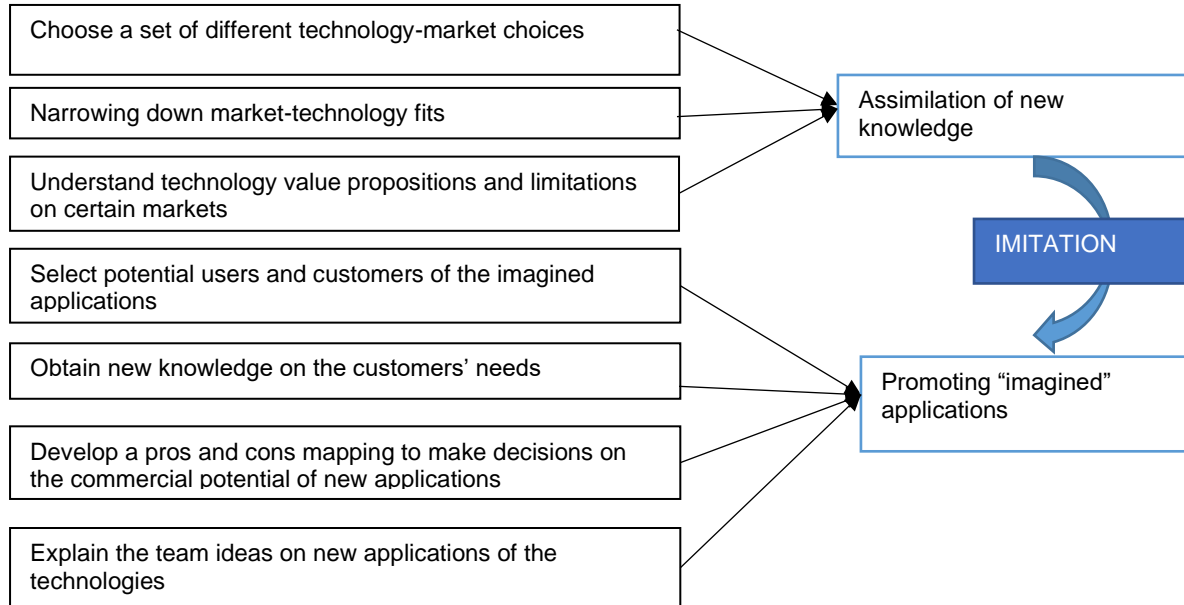 Choose a set of different technology-market choices
Narrowing down market-technology fits
Understand technology value propositions and limitations
on certain markets
Select potential users and customers of the imagined
applications
Obtain new knowledge on the customers’ needs
Develop a pros and cons mapping to make decisions on
the commercial potential of new applications
Explain the team ideas on new applications of the
technologies
Assimilation of new
knowledge
IMITATION
Promoting “imagined”
applications